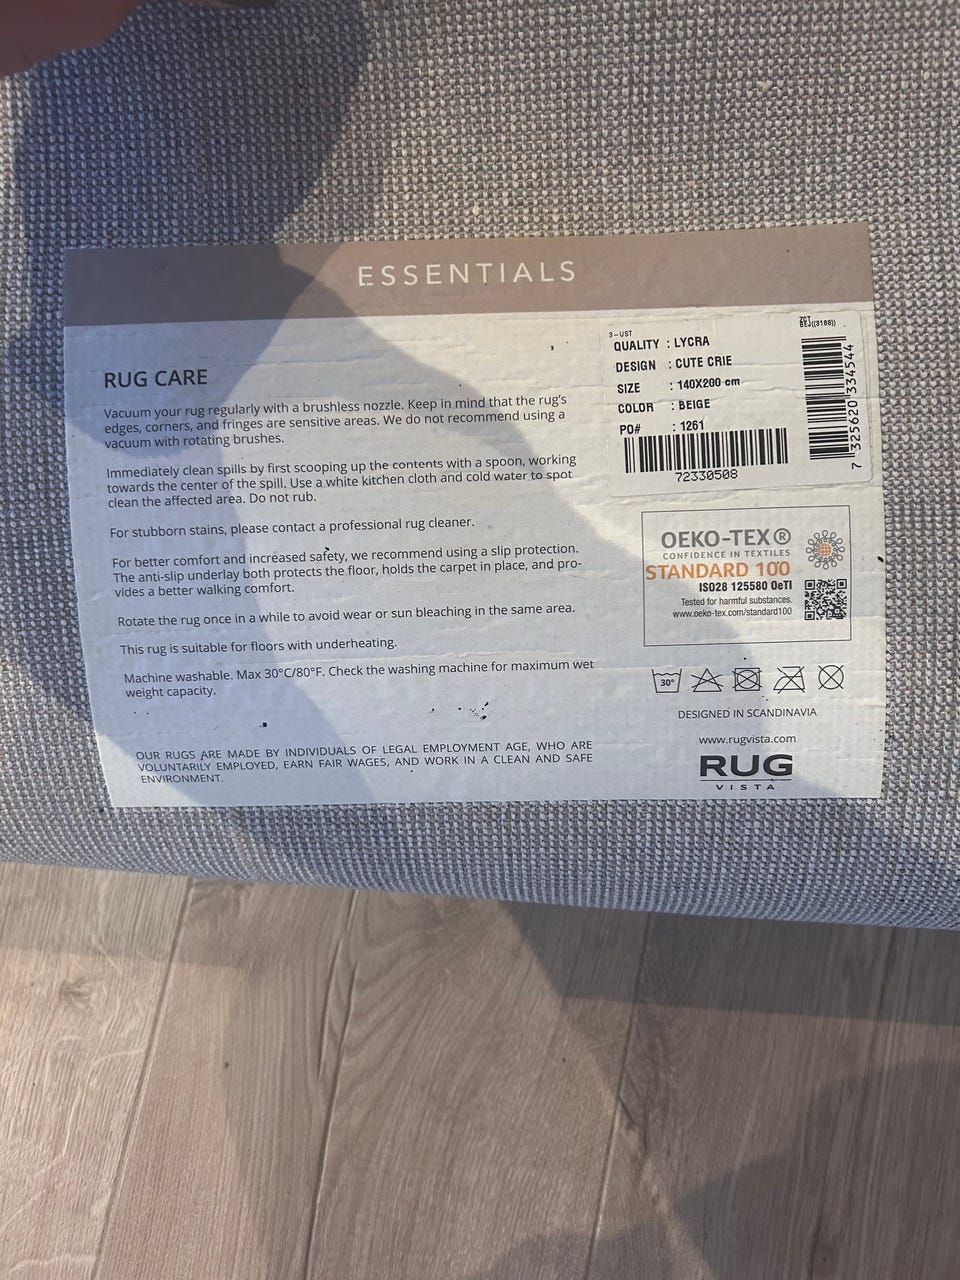 ESSENTIALS
RUG CARE
Vacuum your rug regularly with a brushless nozzle. Keep in mind that the rug's
edges, corners, and fringes are sensitive areas. We do not recommend using a
vacuum with rotating brushes.
Immediately clean spills by first scooping up the contents with a spoon, working
towards the center of the spill. Use a white kitchen cloth and cold water to spot
clean the affected area. Do not rub.
For stubborn stains, please contact a professional rug cleaner.
For better comfort and increased safety, we recommend using a slip protection.
The anti-slip underlay both protects the floor, holds the carpet in place, and pro-
vides a better walking comfort.
Rotate the rug once in a while to avoid wear or sun bleaching in the same area.
This rug is suitable for floors with underheating.
Machine washable. Max 30°C/80°F. Check the washing machine for maximum wet
weight capacity.
OUR RUGS ARE MADE BY INDIVIDUALS OF LEGAL EMPLOYMENT AGE, WHO ARE
VOLUNTARILY EMPLOYED, EARN FAIR WAGES, AND WORK IN A CLEAN AND SAFE
ENVIRONMENT.
3-UST
QUALITY : LYCRA
DESIGN : CUTE CRIE
SIZE : 140X200 cm
COLOR : BEIGE
PO# : 1261
72330508
7 325620 334544
OEKO-TEX®
CONFIDENCE IN TEXTILES
STANDARD 100
IS028 125580 OeTI
Tested for harmful substances.
www.oeko-tex.com/standard100
30°
DESIGNED IN SCANDINAVIA
www.rugvista.com
RUG
VISTA